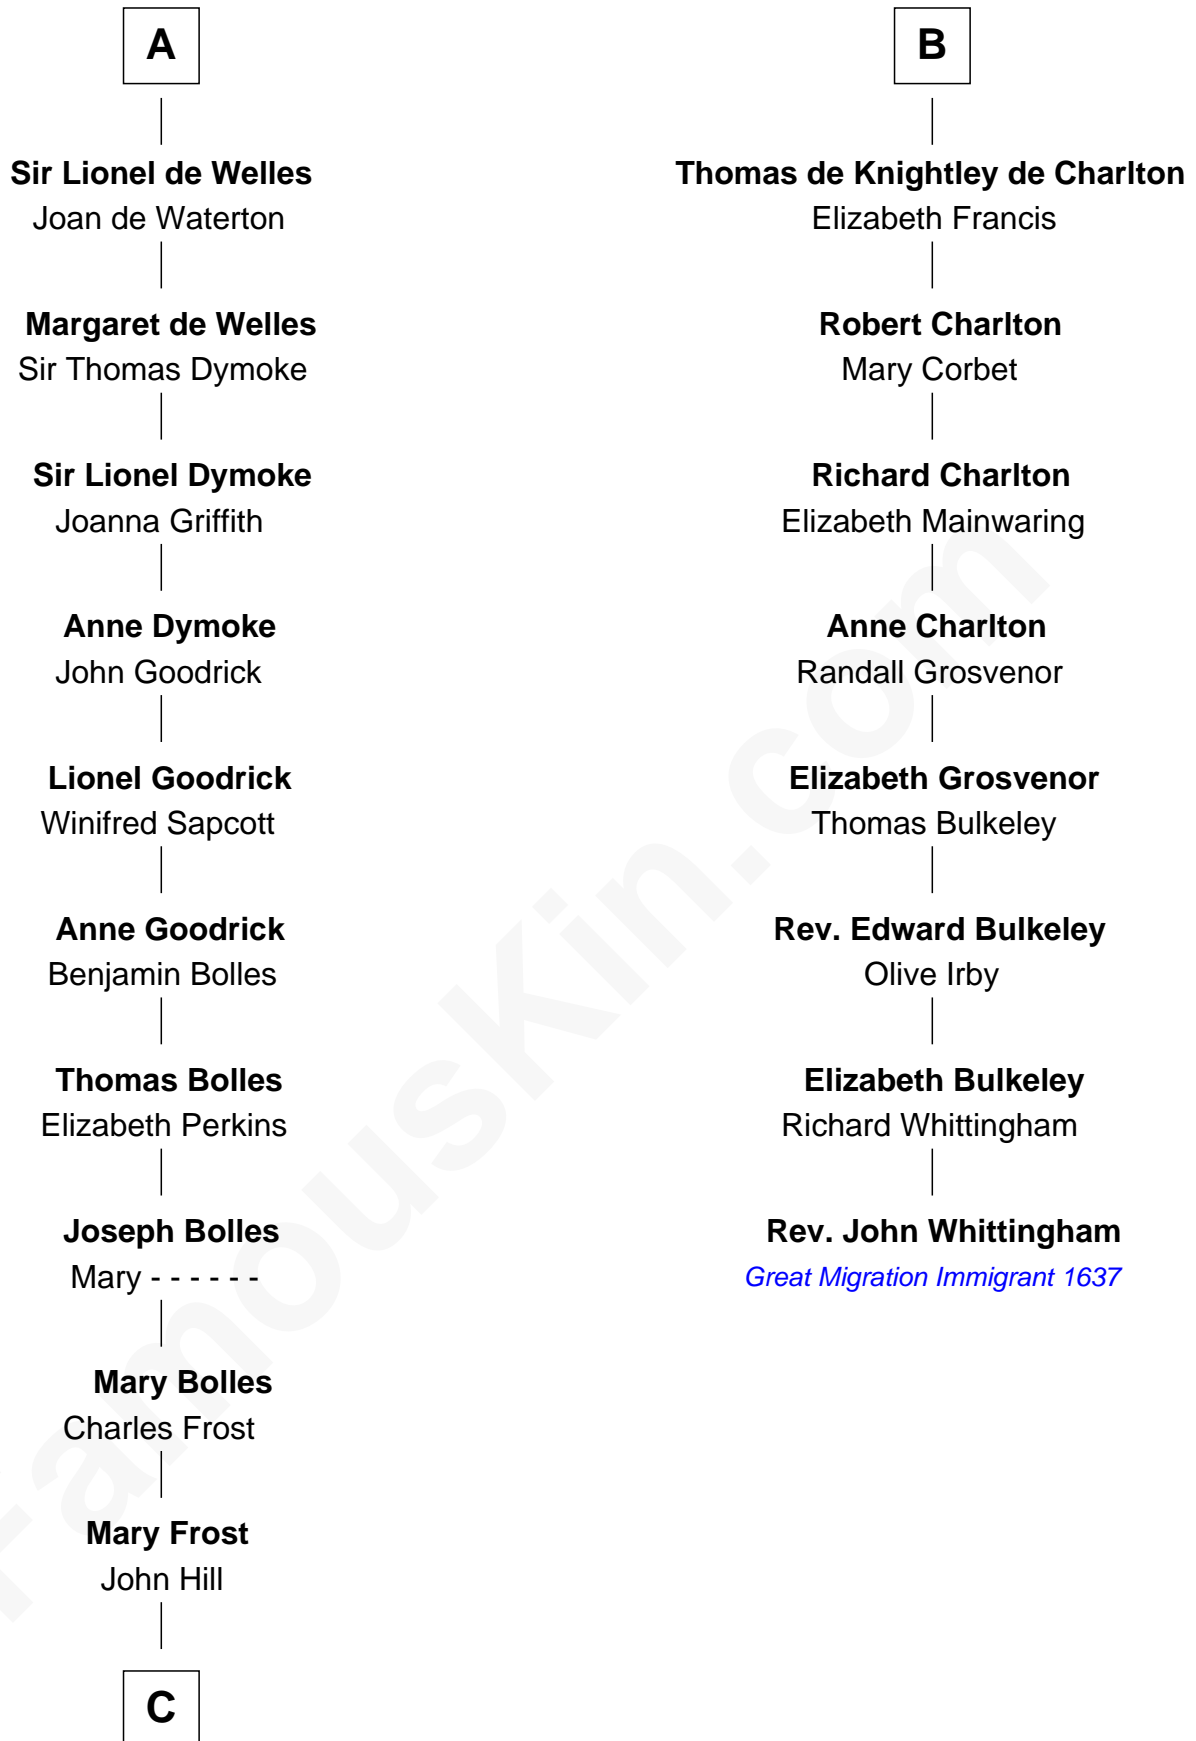 A
Sir Lionel de Welles
Joan de Waterton
Margaret de Welles
Sir Thomas Dymoke
Sir Lionel Dymoke
Joanna Griffith
Anne Dymoke
John Goodrick
Lionel Goodrick
Winifred Sapcott
Anne Goodrick
Benjamin Bolles
Thomas Bolles
Elizabeth Perkins
Joseph Bolles
Mary - - - - - -
Mary Bolles
Charles Frost
Mary Frost
John Hill
C
B
Thomas de Knightley de Charlton
Elizabeth Francis
Robert Charlton
Mary Corbet
Richard Charlton
Elizabeth Mainwaring
Anne Charlton
Randall Grosvenor
Elizabeth Grosvenor
Thomas Bulkeley
Rev. Edward Bulkeley
Olive Irby
Elizabeth Bulkeley
Richard Whittingham
Rev. John Whittingham
Great Migration Immigrant 1637
FamousKin.com